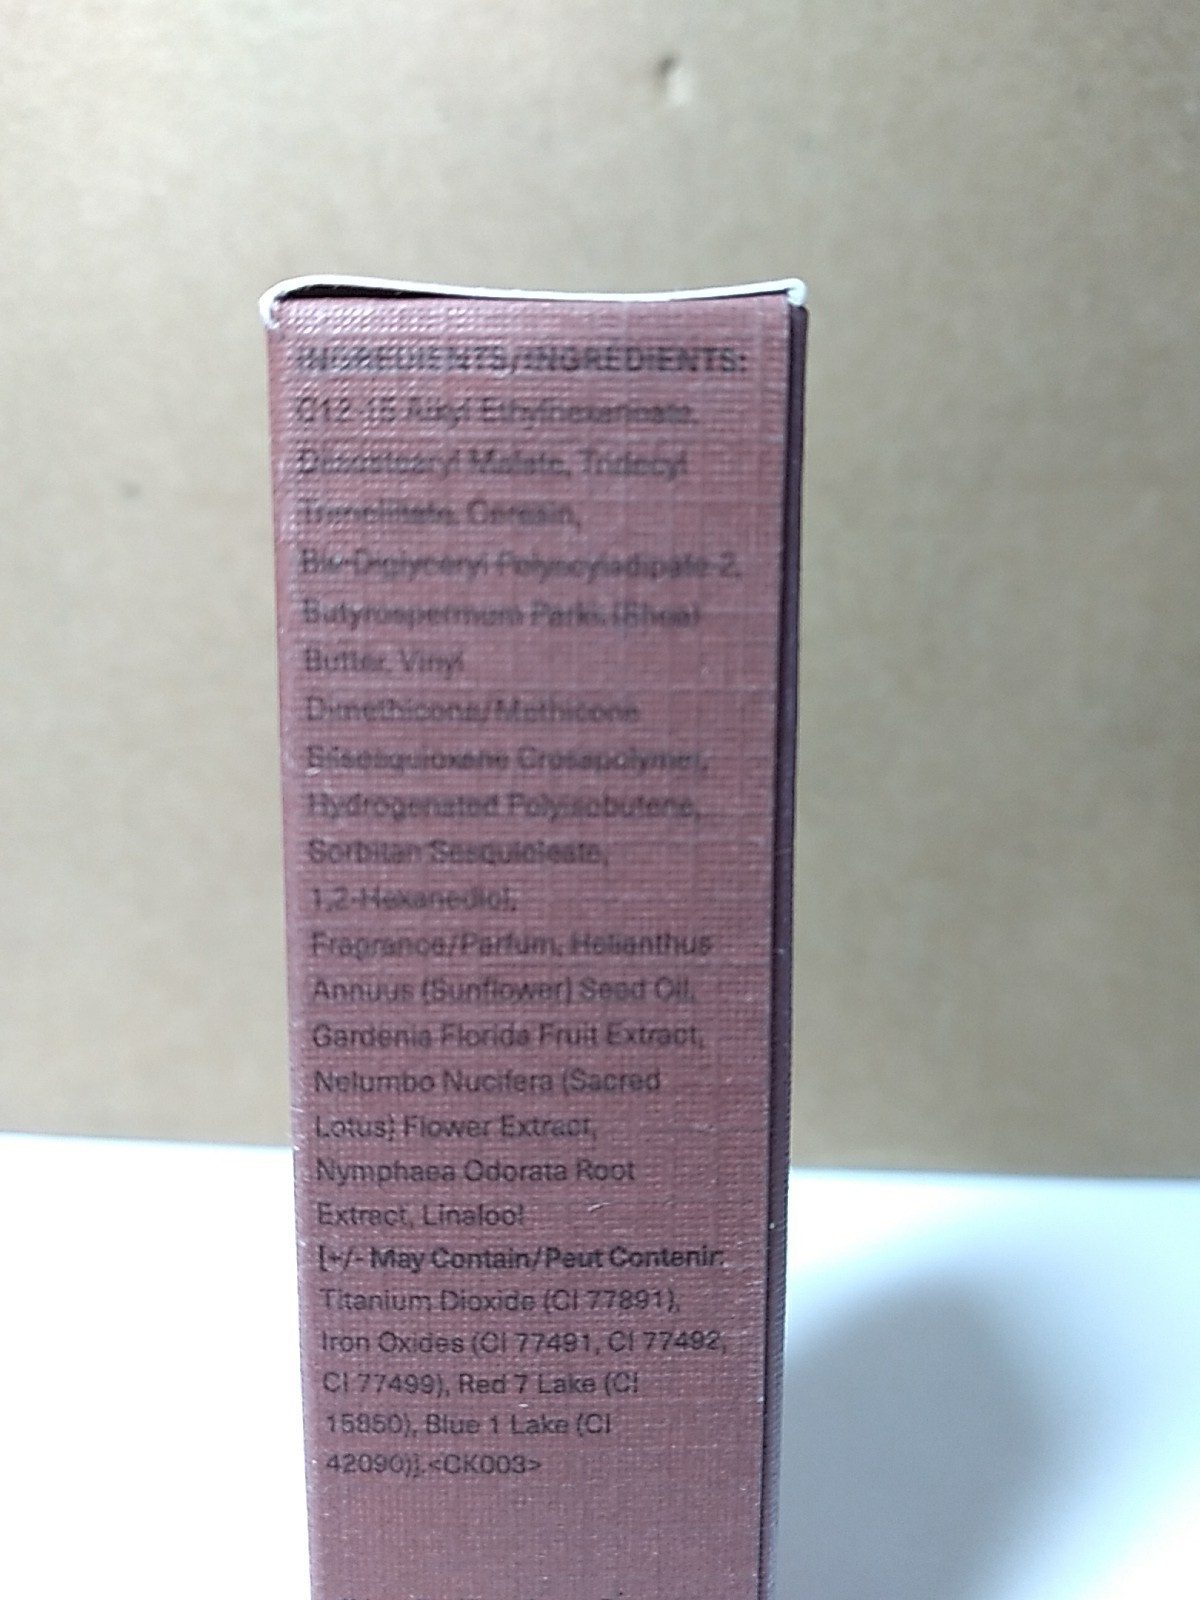 INGREDIENTS/INGRÉDIENTS:
C12-15 Alkyl Ethylhexanoate,
Diisostearyl Malate, Tridecyl
Trimellitate, Ceresin,
Bis-Diglyceryl Polyacyladipate-2,
Butyrospermum Parkii (Shea)
Butter, Vinyl
Dimethicone/Methicone
Silsesquioxane Crosspolymer,
Hydrogenated Polyisobutene,
Sorbitan Sesquioleate,
1,2-Hexanediol,
Fragrance/Parfum, Helianthus
Annuus (Sunflower) Seed Oil,
Gardenia Florida Fruit Extract,
Nelumbo Nucifera (Sacred
Lotus) Flower Extract,
Nymphaea Odorata Root
Extract, Linalool
[+/- May Contain/Peut Contenir:
Titanium Dioxide (CI 77891),
Iron Oxides (CI 77491, CI 77492,
CI 77499), Red 7 Lake (CI
15850), Blue 1 Lake (CI
42090)].<CK003>